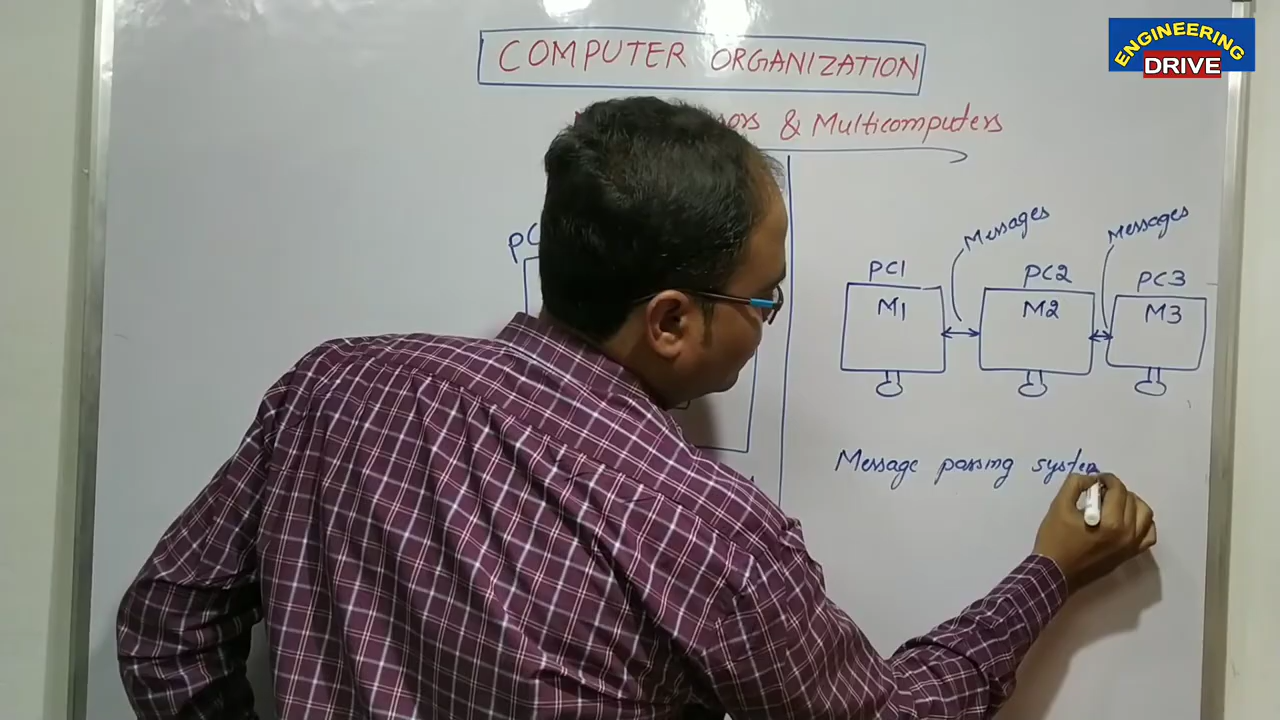 ENGINEERING
DRIVE
COMPUTER ORGANIZATION
& Multicomputers
Messages
Messages
PC1
PC2
PC3
M1
M2
M3
Message passing system